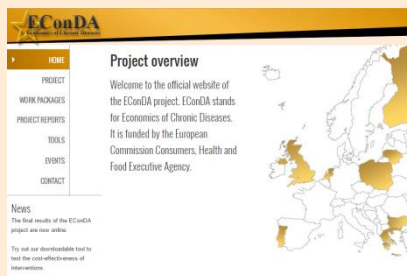 EConDA
Economics of Chronic Diseases
HOME
PROJECT
WORK PACKAGES
PROJECT REPORTS
TOOLS
EVENTS
CONTACT
Project overview
Welcome to the official website of
the EConDA project. EConDA stands
for Economics of Chronic Diseases.
It is funded by the European
Commission Consumers, Health and
Food Executive Agency.
News
The final results of the EConDA
project are now online.
Try out our downloadable tool to
test the cost-effectiveness of
interventions.